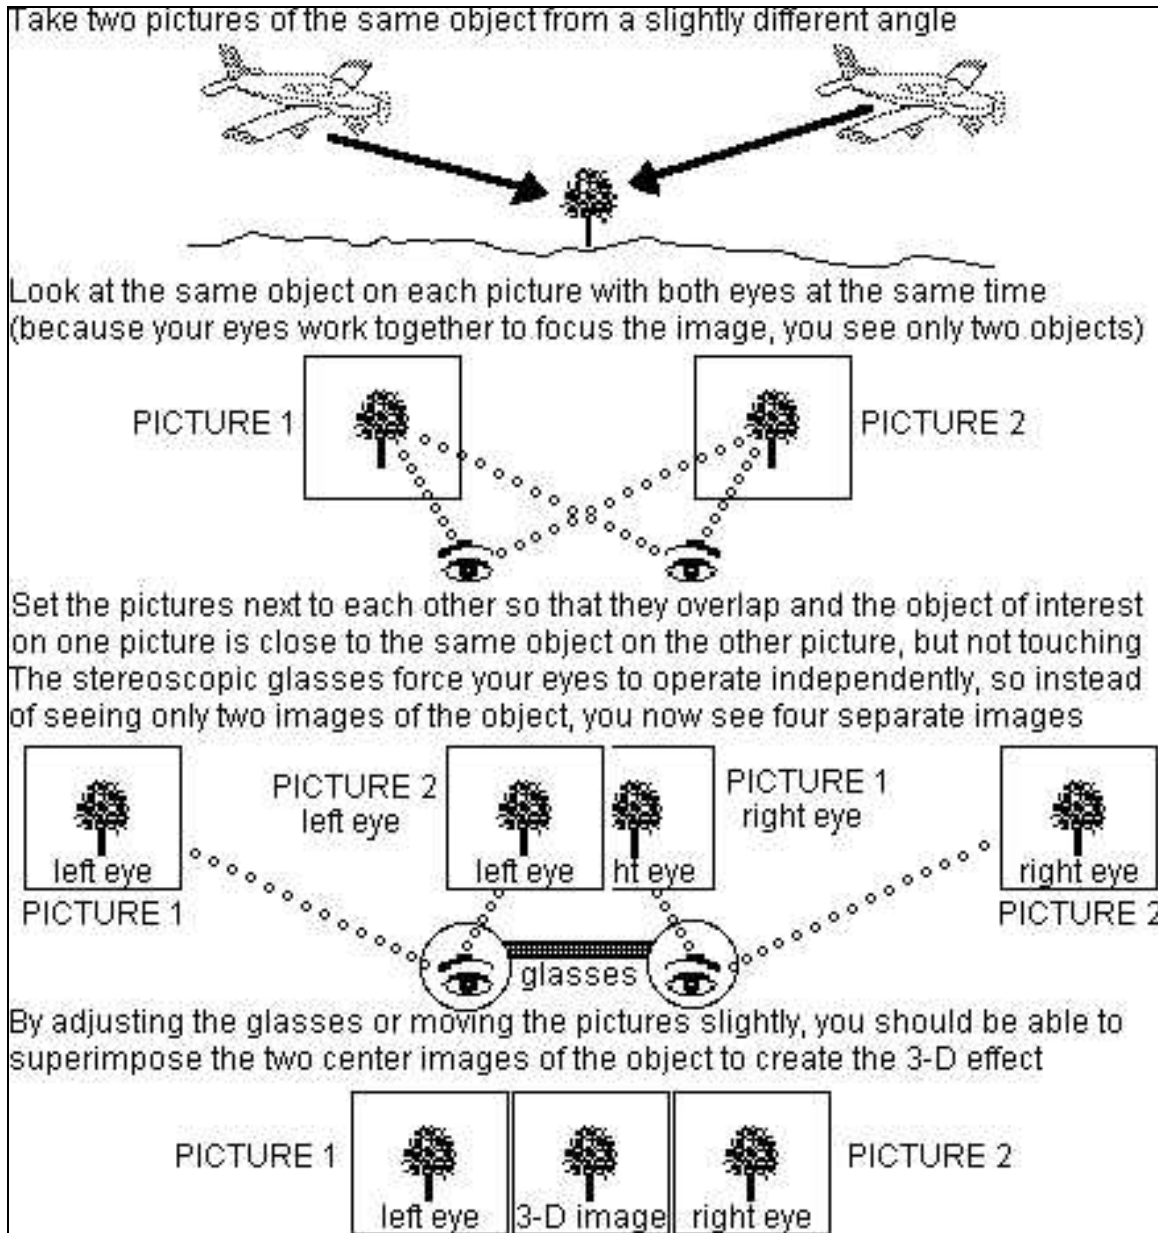 Take two pictures of the same object from a slightly different angle
Look at the same object on each picture with both eyes at the same time
(because your eyes work together to focus the image, you see only two objects)
PICTURE 1
PICTURE 2
Set the pictures next to each other so that they overlap and the object of interest
on one picture is close to the same object on the other picture, but not touching
The stereoscopic glasses force your eyes to operate independently, so instead
of seeing only two images of the object, you now see four separate images
left eye
PICTURE 1
PICTURE 2
left eye
left eye
ht eye
PICTURE 1
right eye
right eye
PICTURE 2
glasses
By adjusting the glasses or moving the pictures slightly, you should be able to
superimpose the two center images of the object to create the 3-D effect
PICTURE 1
left eye
3-D image
right eye
PICTURE 2